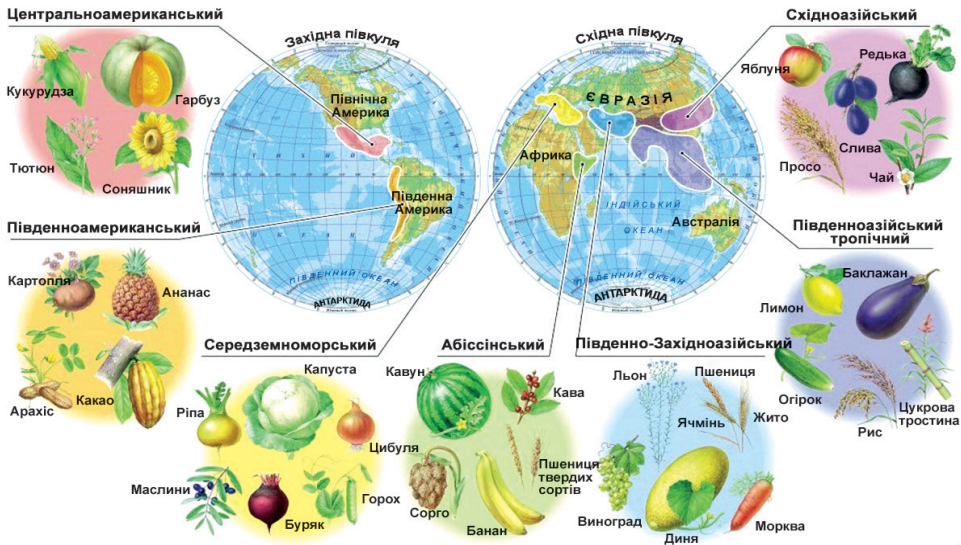 Центральноамериканський
Кукурудза
Гарбуз
Тютюн
Соняшник
Західна півкуля
Північна
Америка
Південна
Америка
ТИХИЙ
ОКЕАН
ПІВДЕННИЙ ОКЕАН
АНТАРКТИДА
Східна півкуля
ЄВРАЗІЯ
Африка
ІНДІЙСЬКИЙ
ОКЕАН
Австралія
ПІВДЕННИЙ ОКЕАН
АНТАРКТИДА
Східноазійський
Яблуня
Редька
Слива
Просо
Чай
Південноамериканський
Картопля
Ананас
Арахіс
Какао
Середземноморський
Капуста
Ріпа
Цибуля
Маслини
Буряк
Горох
Абіссінський
Кавун
Кава
Сорго
Пшениця
твердих
сортів
Банан
Південно-Західноазійський
Льон
Пшениця
Ячмінь
Жито
Виноград
Диня
Морква
Південноазійський
тропічний
Баклажан
Лимон
Огірок
Рис
Цукрова
тростина